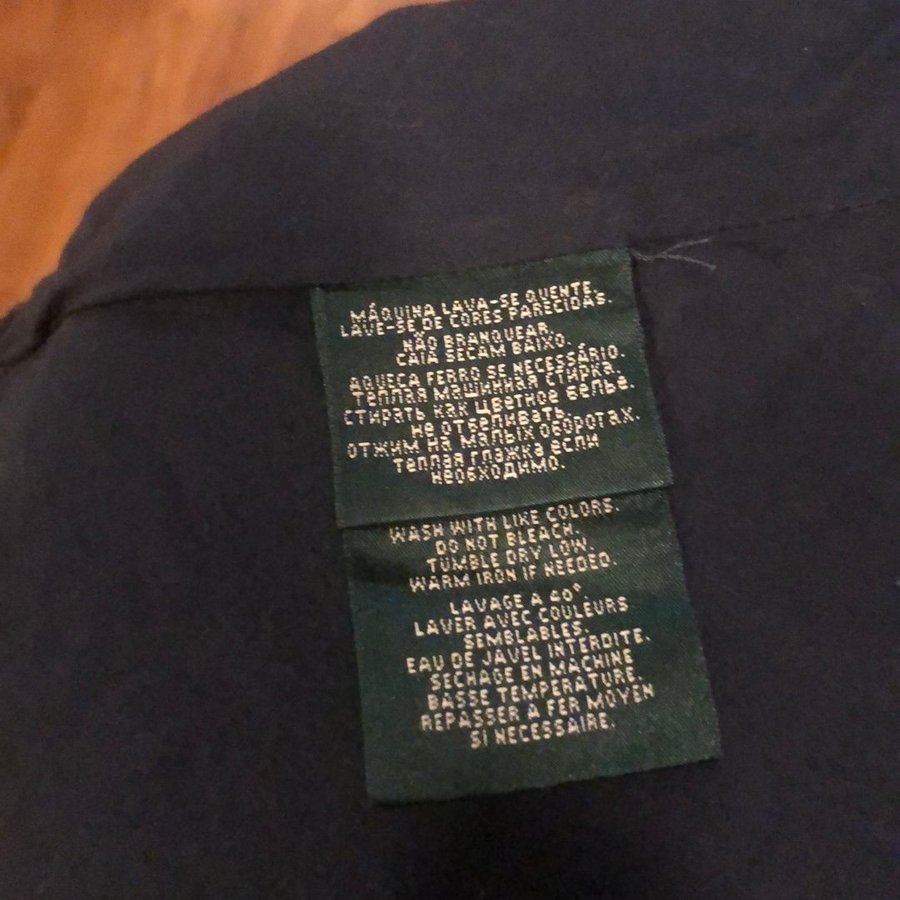 MÁQUINA LAVA-SE QUENTE.
LAVE-SE DE CORES PARECIDAS.
NÃO BRANQUEAR.
CAIA SECAM BAIXO.
AQUEÇA FERRO SE NECESSÁRIO.
ТЕПЛАЯ МАШИННАЯ СТИРКА.
СТИРАТЬ КАК ЦВЕТНОЕ БЕЛЬЕ.
НЕ ОТБЕЛИВАТЬ.
ОТЖИМ НА МАЛЫХ ОБОРОТАХ.
ТЕПЛАЯ ГЛАЖКА ЕСЛИ
НЕОБХОДИМО.
WASH WITH LIKE COLORS.
DO NOT BLEACH.
TUMBLE DRY LOW.
WARM IRON IF NEEDED.
LAVAGE A 40°
LAVER AVEC COULEURS
SEMBLABLES.
EAU DE JAVEL INTERDITE.
SECHAGE EN MACHINE
BASSE TEMPÉRATURE.
REPASSER A FER MOYEN
SI NECESSAIRE.